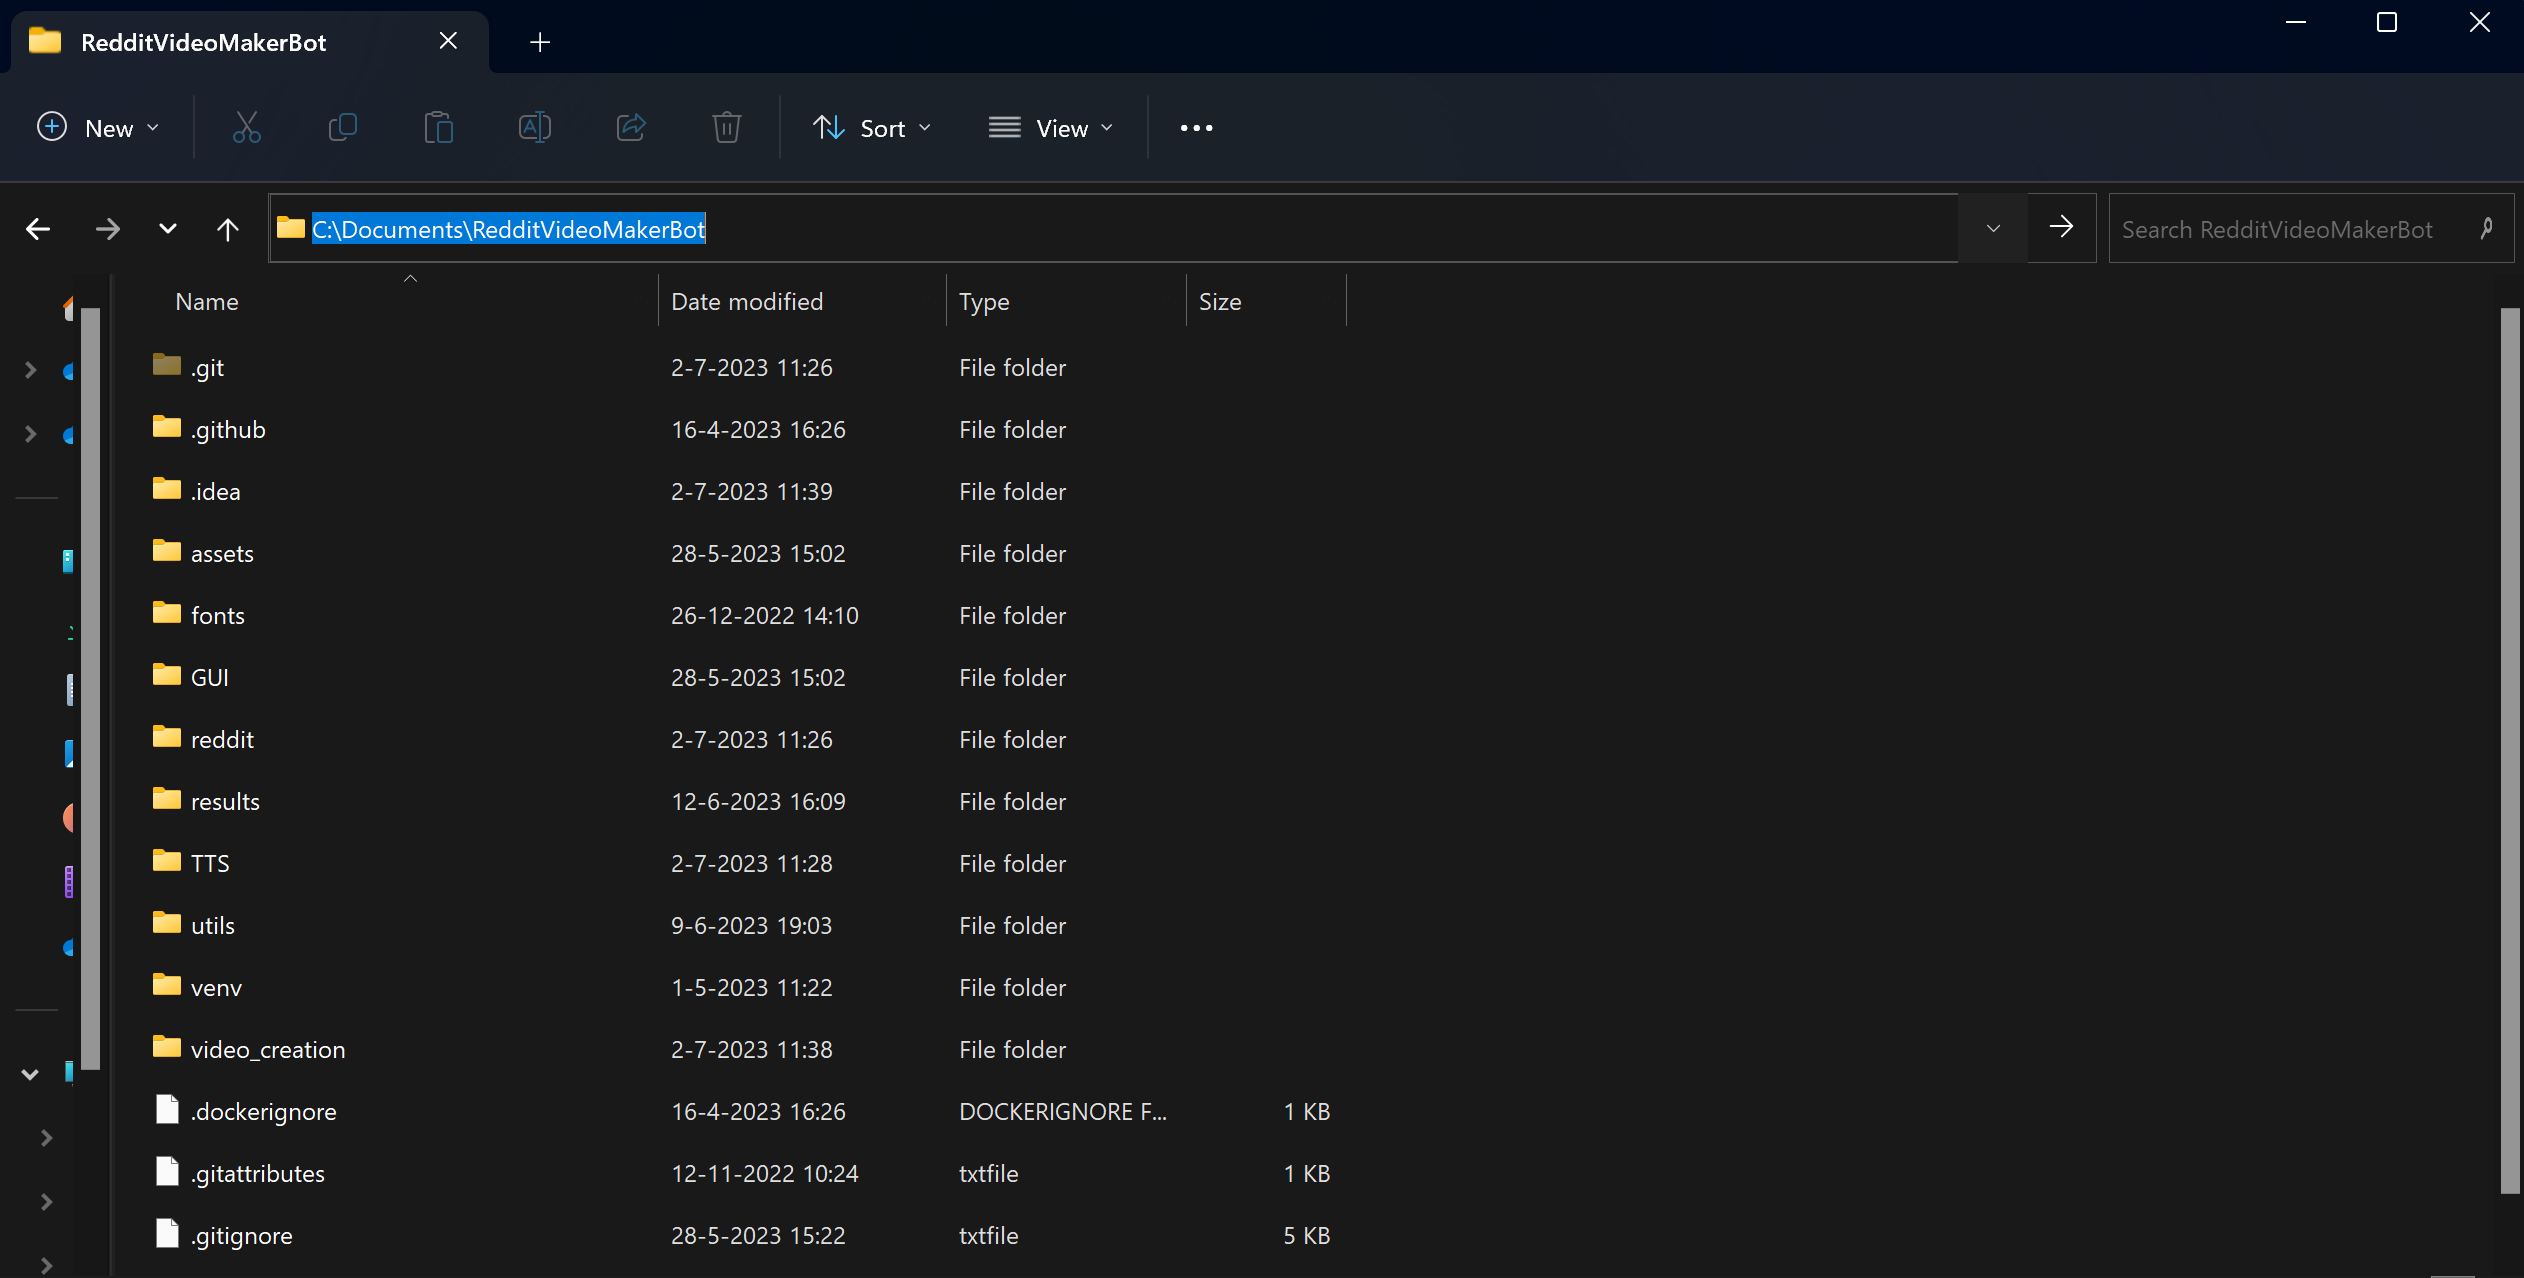 RedditVideoMakerBot
New Sort View
C:\Documents\RedditVideoMakerBot Search RedditVideoMakerBot
Name Date modified Type Size
.git 2-7-2023 11:26 File folder
.github 16-4-2023 16:26 File folder
.idea 2-7-2023 11:39 File folder
assets 28-5-2023 15:02 File folder
fonts 26-12-2022 14:10 File folder
GUI 28-5-2023 15:02 File folder
reddit 2-7-2023 11:26 File folder
results 12-6-2023 16:09 File folder
TTS 2-7-2023 11:28 File folder
utils 9-6-2023 19:03 File folder
venv 1-5-2023 11:22 File folder
video_creation 2-7-2023 11:38 File folder
.dockerignore 16-4-2023 16:26 DOCKERIGNORE F... 1 KB
.gitattributes 12-11-2022 10:24 txtfile 1 KB
.gitignore 28-5-2023 15:22 txtfile 5 KB